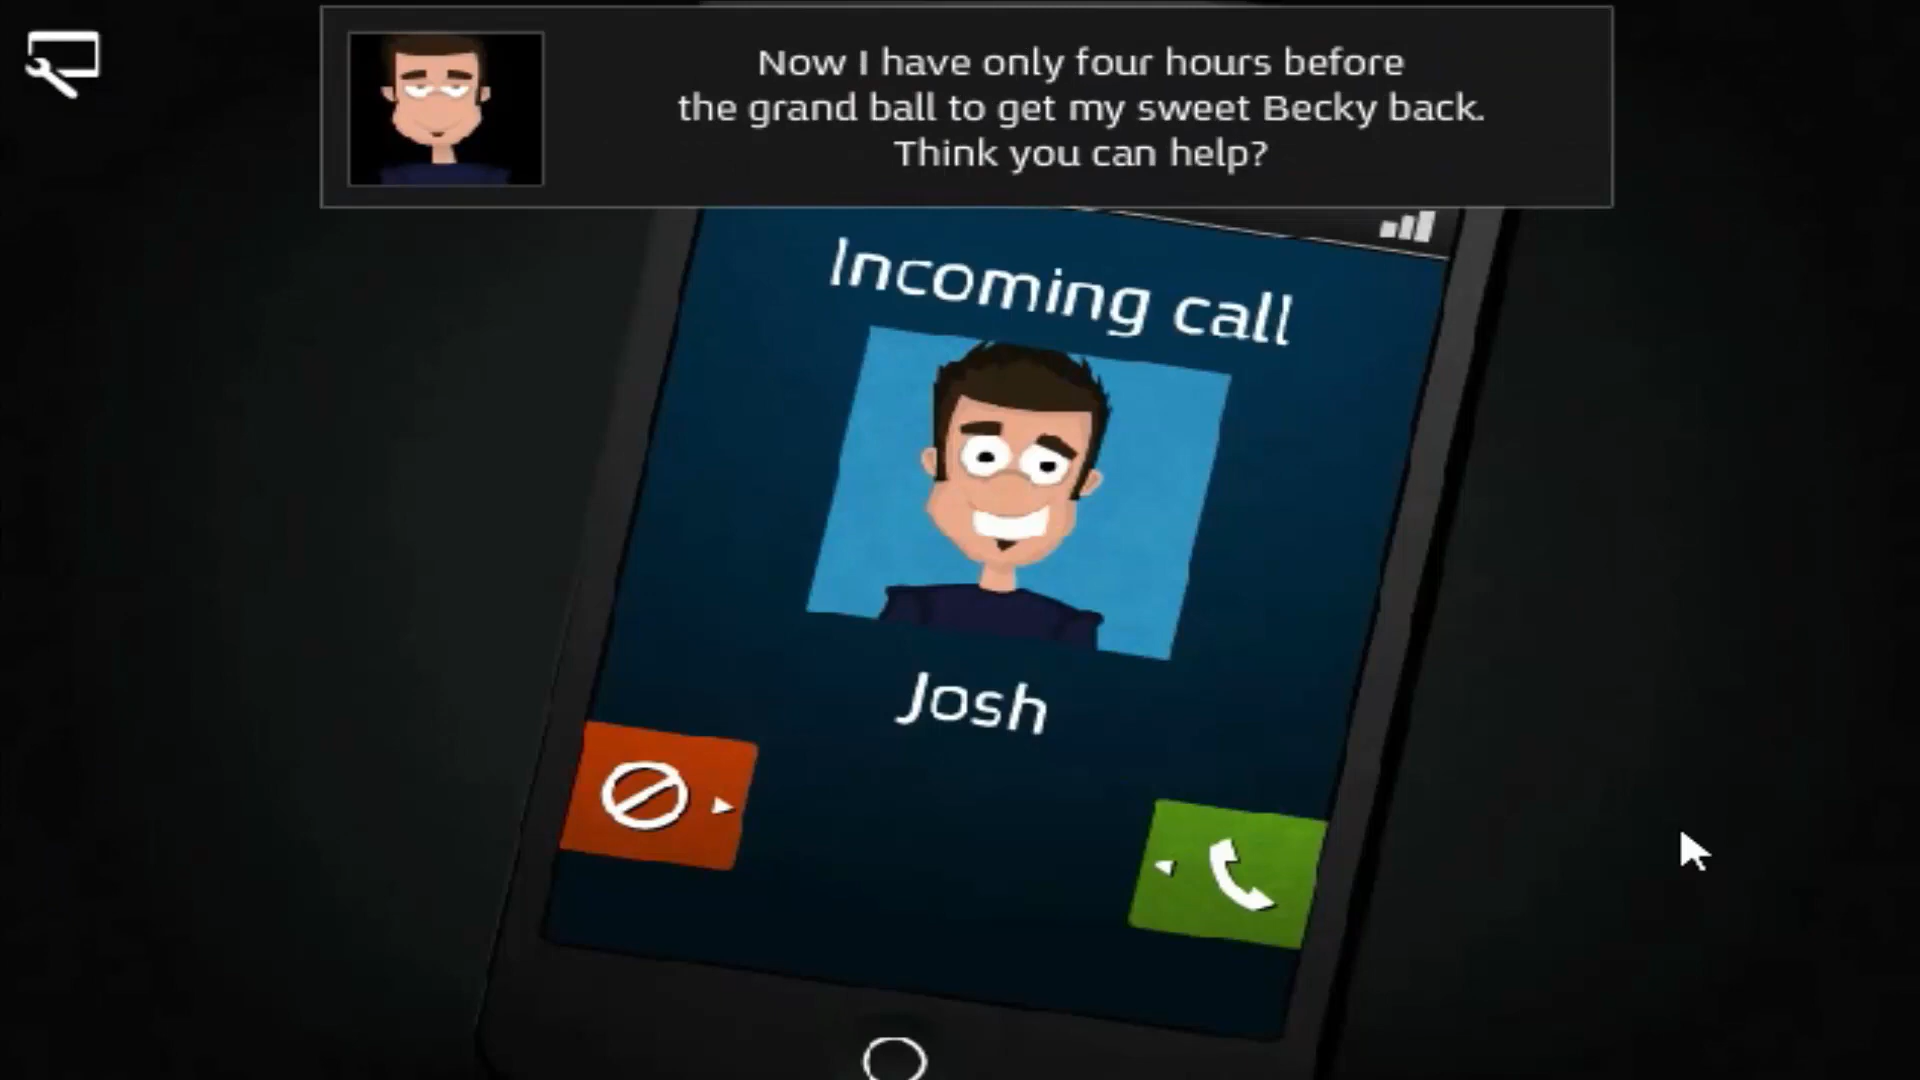 Now I have only four hours before
the grand ball to get my sweet Becky back.
Think you can help?
Incoming call
Josh